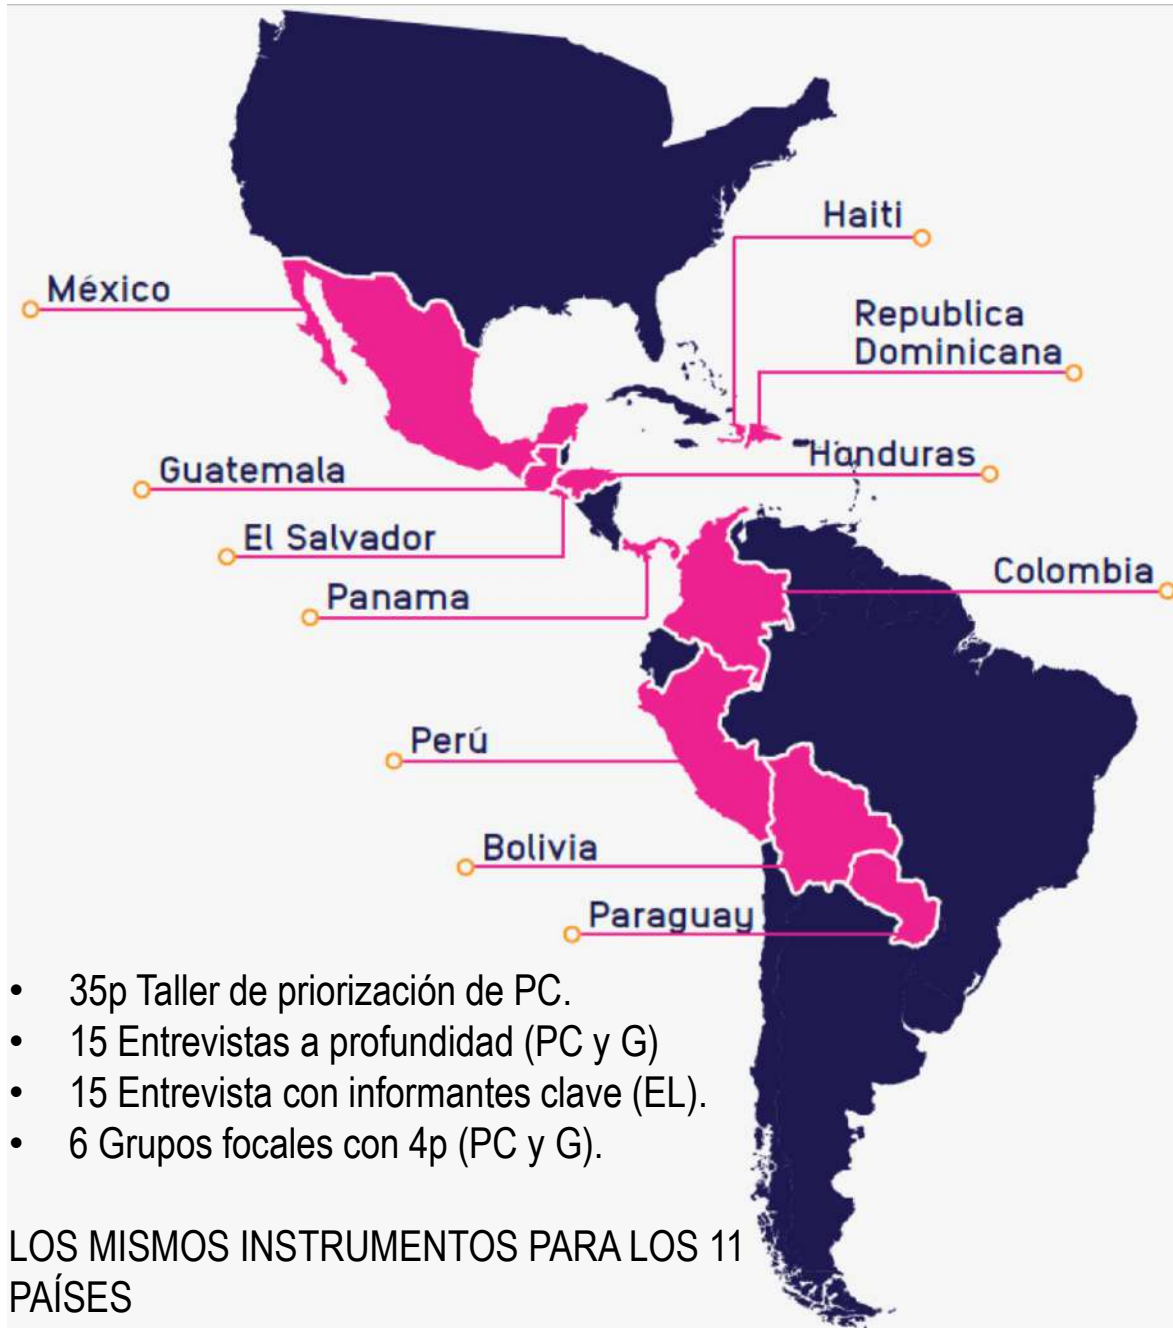 Haiti
México
Republica
Dominicana
Honduras
Guatemala
El Salvador
Colombia
Panama
Perú
Bolivia
Paraguay
• 35p Taller de priorización de PC.
• 15 Entrevistas a profundidad (PC y G)
• 15 Entrevista con informantes clave (EL).
• 6 Grupos focales con 4p (PC y G).
LOS MISMOS INSTRUMENTOS PARA LOS 11
PAÍSES